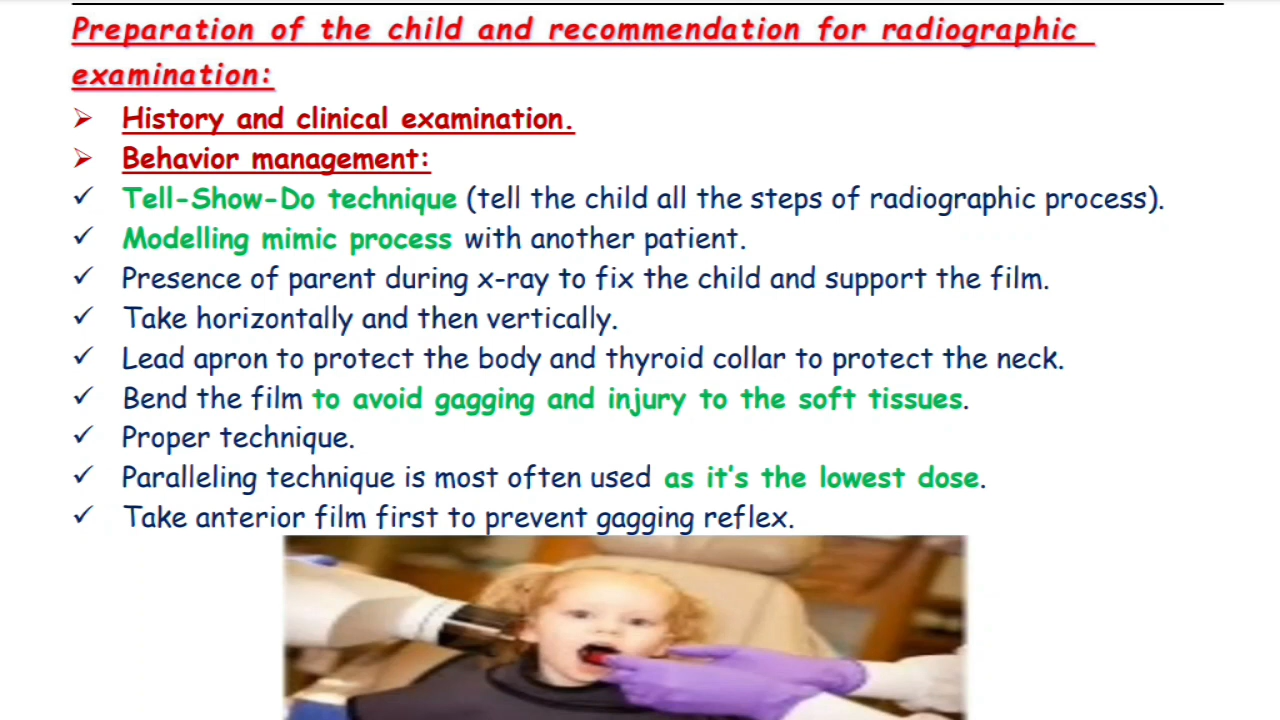 Preparation of the child and recommendation for radiographic
examination:
➢ History and clinical examination.
➢ Behavior management:
✓ Tell-Show-Do technique (tell the child all the steps of radiographic process).
✓ Modelling mimic process with another patient.
✓ Presence of parent during x-ray to fix the child and support the film.
✓ Take horizontally and then vertically.
✓ Lead apron to protect the body and thyroid collar to protect the neck.
✓ Bend the film to avoid gagging and injury to the soft tissues.
✓ Proper technique.
✓ Paralleling technique is most often used as it's the lowest dose.
✓ Take anterior film first to prevent gagging reflex.